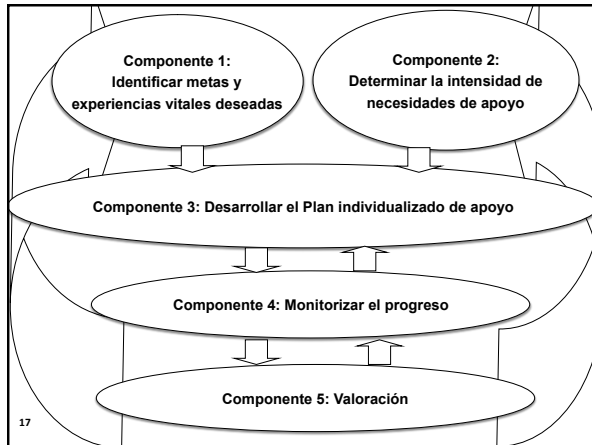 Componente 1:
Identificar metas y
experiencias vitales deseadas
Componente 2:
Determinar la intensidad de
necesidades de apoyo
Componente 3: Desarrollar el Plan individualizado de apoyo
Componente 4: Monitorizar el progreso
Componente 5: Valoración
17